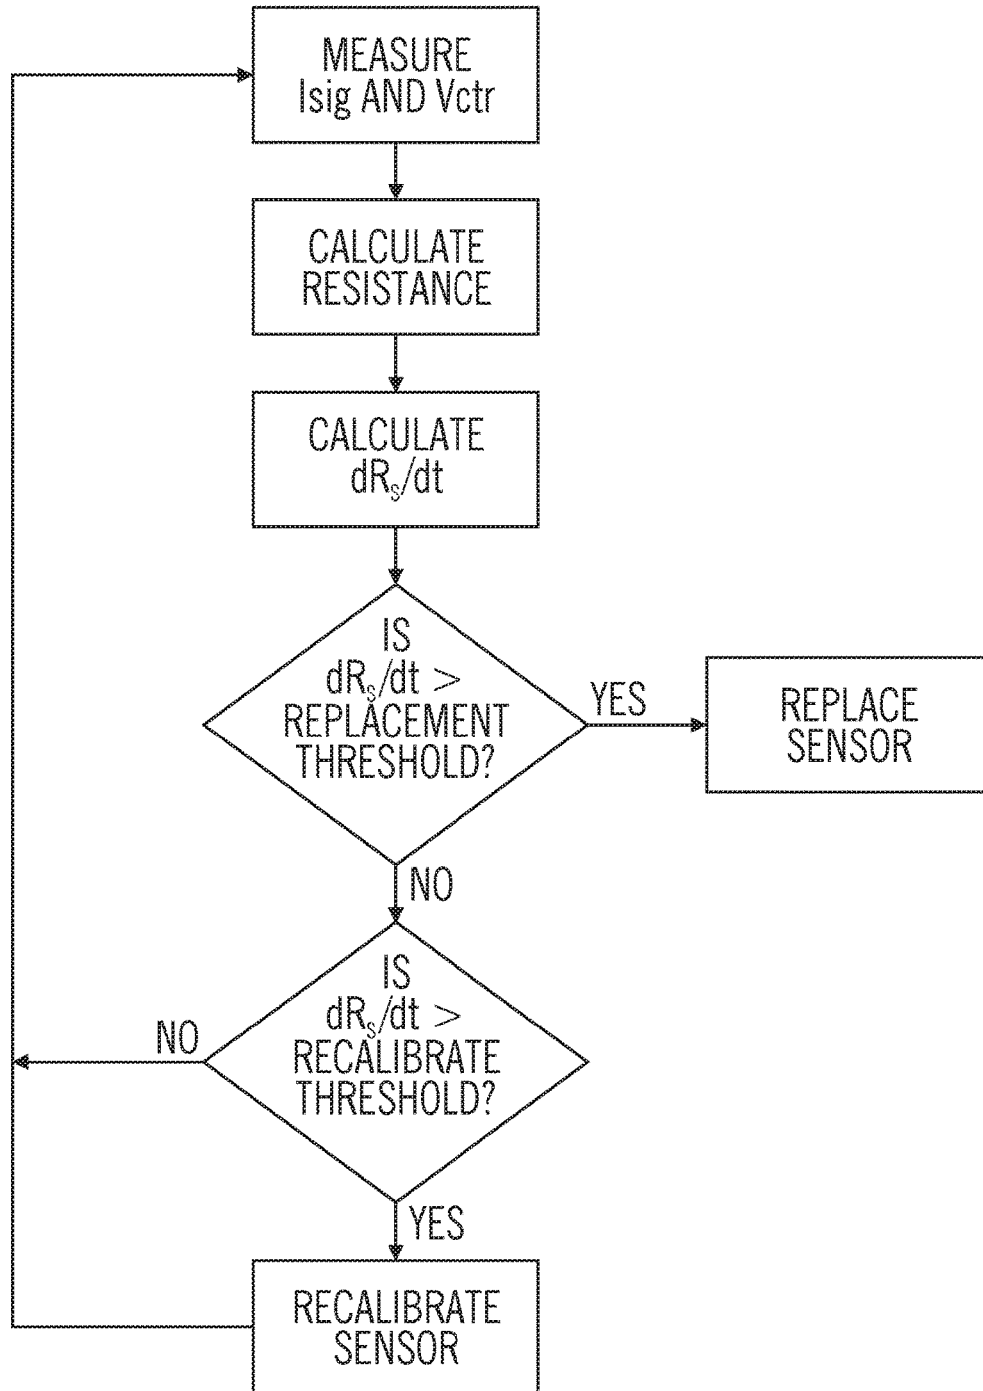 MEASURE
Isig AND Vctr
CALCULATE
RESISTANCE
CALCULATE
dRₛ/dt
IS
dRₛ/dt >
REPLACEMENT
THRESHOLD?
YES
REPLACE
SENSOR
NO
IS
dRₛ/dt >
RECALIBRATE
THRESHOLD?
NO
YES
RECALIBRATE
SENSOR